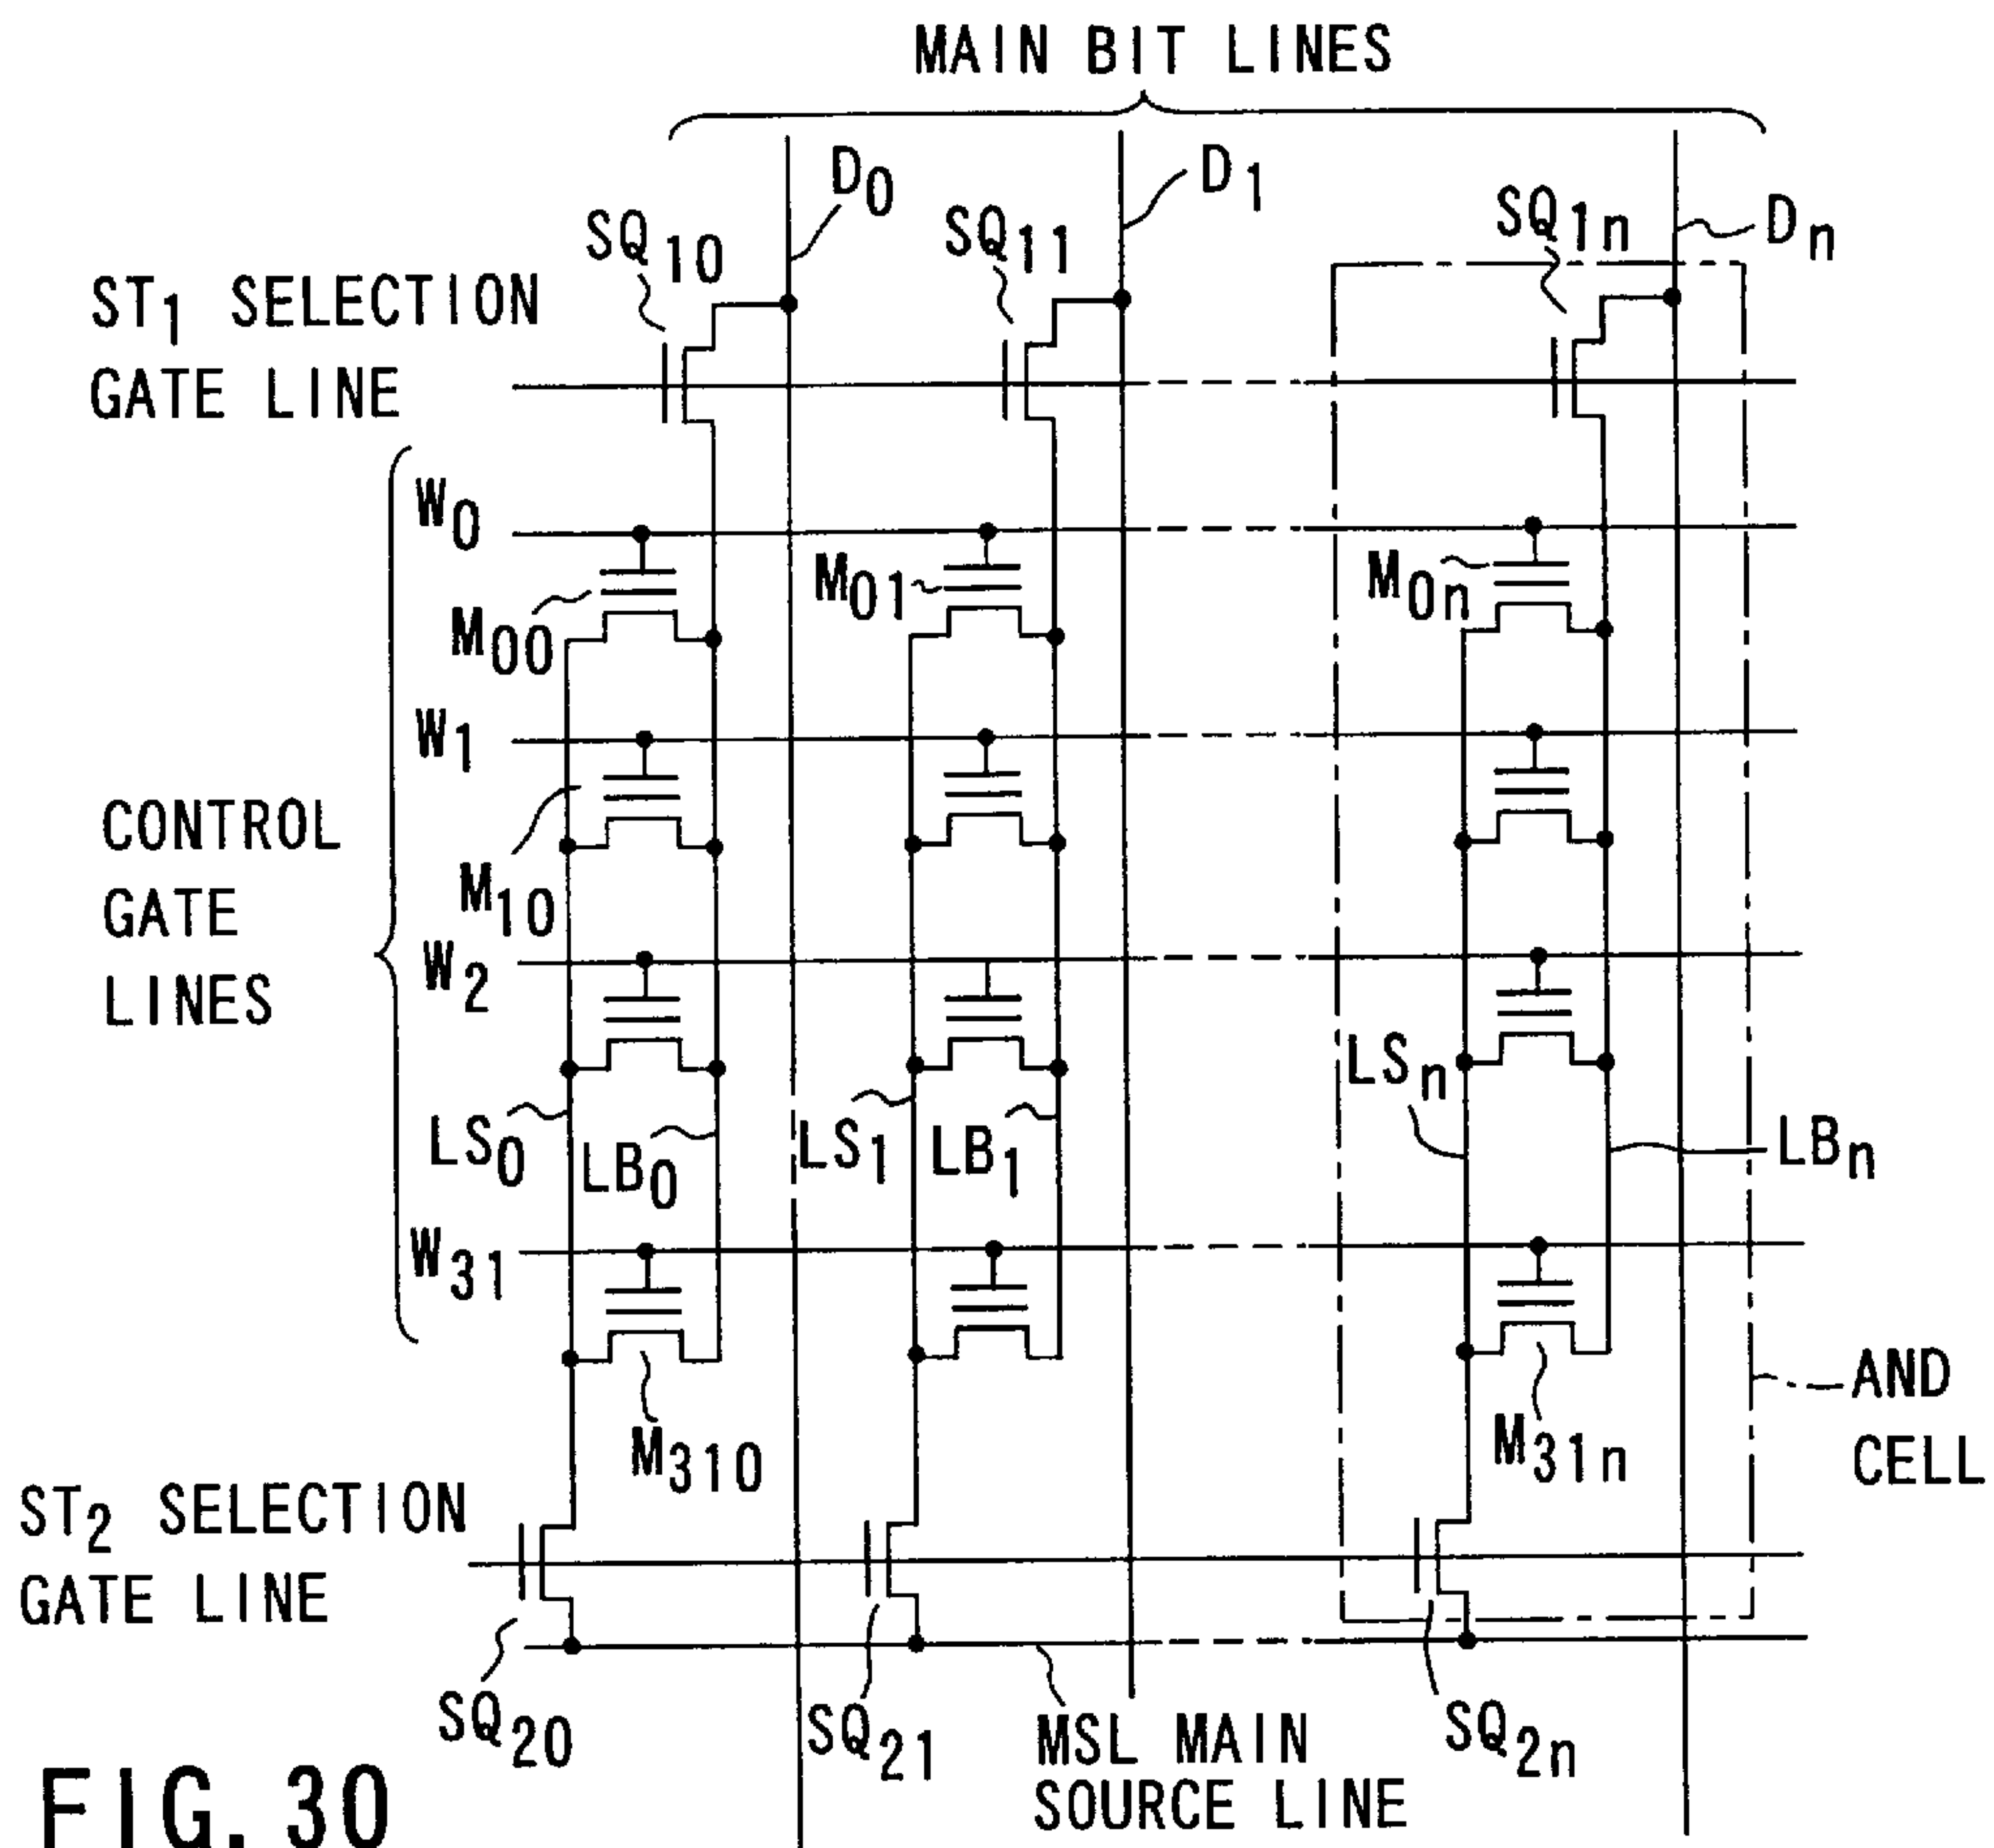 MAIN BIT LINES
D0
D1
Dn
SQ10
SQ11
SQ1n
ST1 SELECTION
GATE LINE
W0
M00
M01
M0n
W1
M10
CONTROL
GATE
LINES
W2
LS0
LB0
LS1
LB1
LSn
LBn
W31
M310
M31n
AND
CELL
ST2 SELECTION
GATE LINE
SQ20
SQ21
MSL MAIN
SOURCE LINE
SQ2n
FIG. 30